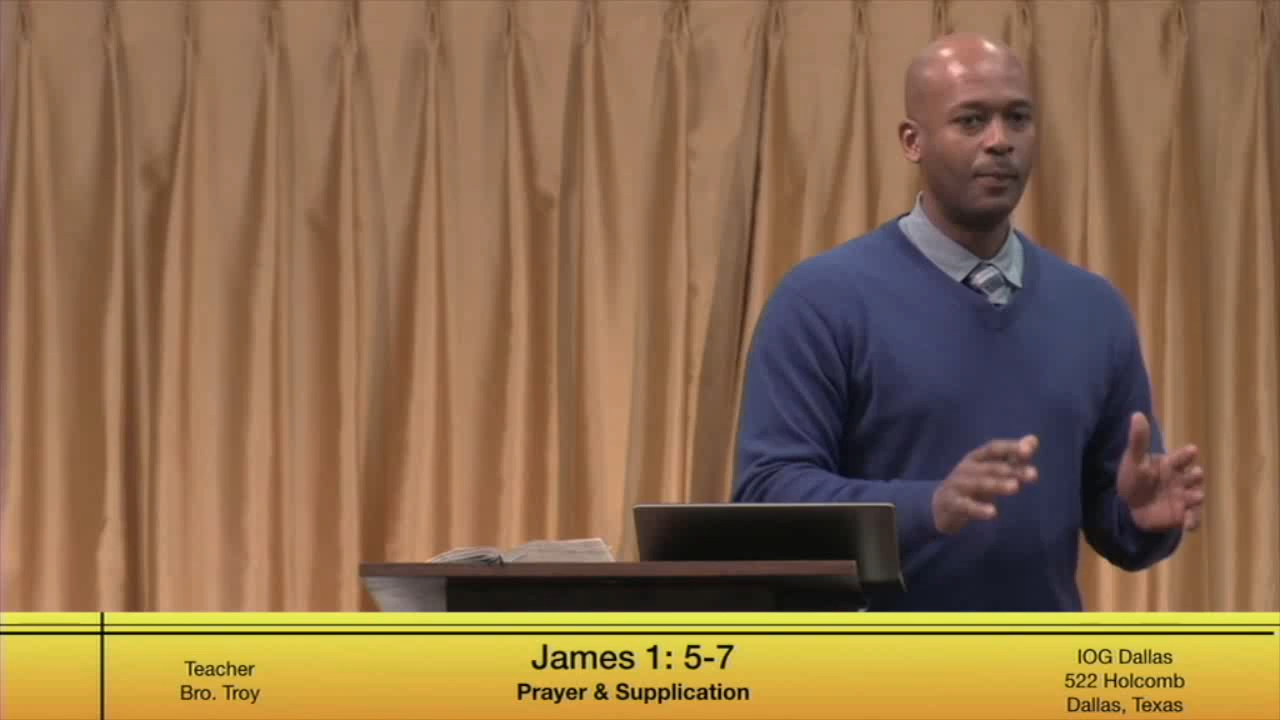 Teacher
Bro. Troy
James 1: 5-7
Prayer & Supplication
IOG Dallas
522 Holcomb
Dallas, Texas